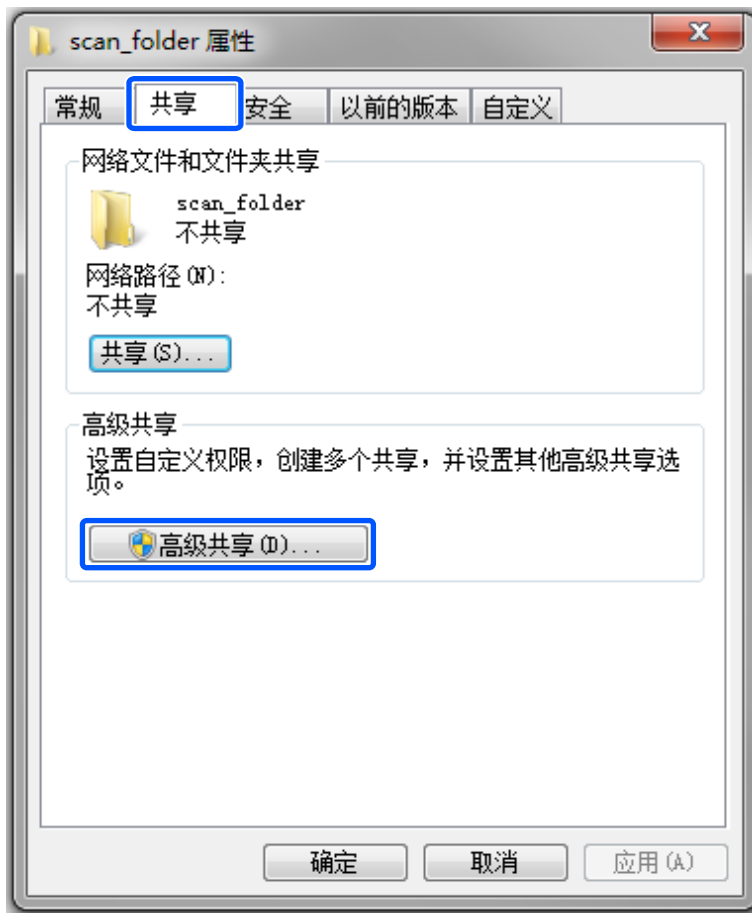 scan_folder 属性
常规 共享 安全 以前的版本 自定义
网络文件和文件夹共享
scan_folder
不共享
网络路径(N):
不共享
共享(S)...
高级共享
设置自定义权限，创建多个共享，并设置其他高级共享选
项。
高级共享(D)...
确定 取消 应用(A)